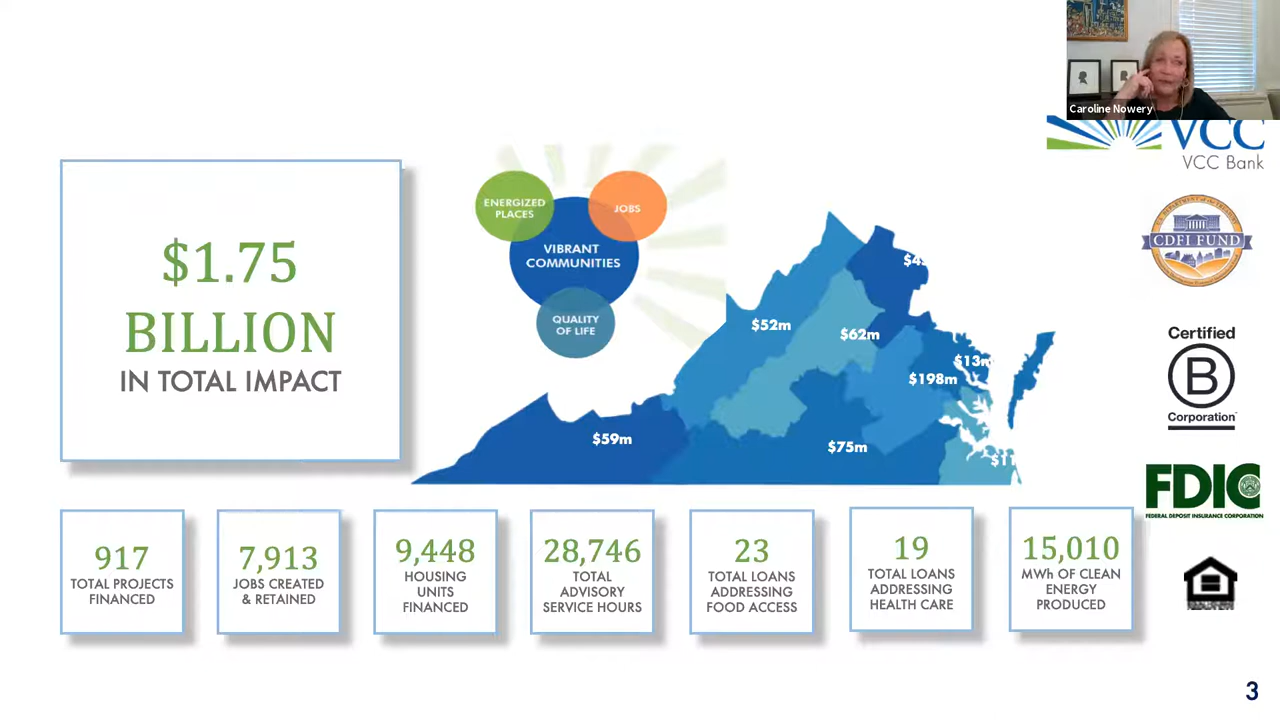 Caroline Nowery
VCC
VCC Bank
$1.75
BILLION
IN TOTAL IMPACT
ENERGIZED
PLACES
JOBS
VIBRANT
COMMUNITIES
QUALITY
OF LIFE
$52m
$62m
$13m
$198m
$59m
$75m
CDFI FUND
Certified
B
Corporation
FDIC
FEDERAL DEPOSIT INSURANCE CORPORATION
917
TOTAL PROJECTS
FINANCED
7,913
JOBS CREATED
& RETAINED
9,448
HOUSING
UNITS
FINANCED
28,746
TOTAL
ADVISORY
SERVICE HOURS
23
TOTAL LOANS
ADDRESSING
FOOD ACCESS
19
TOTAL LOANS
ADDRESSING
HEALTH CARE
15,010
MWh OF CLEAN
ENERGY
PRODUCED
3